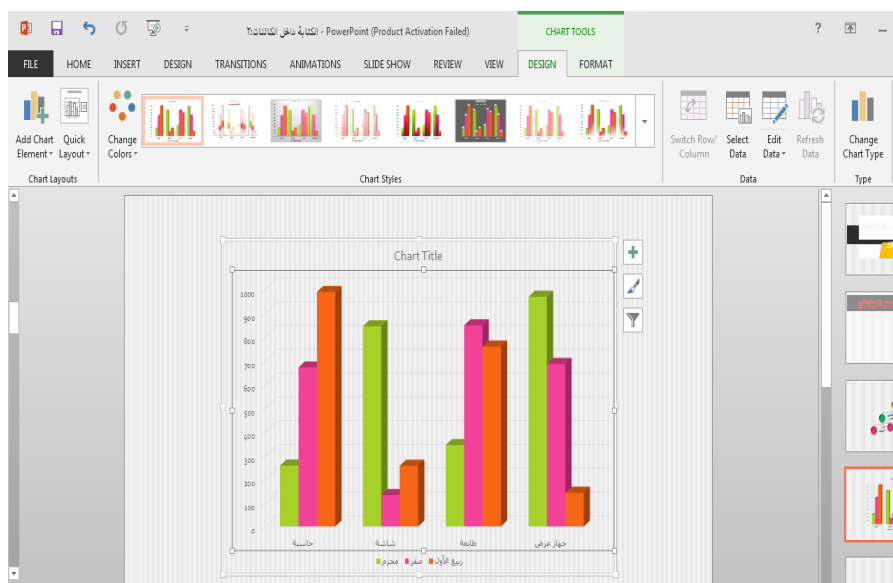 الكتابة داخل الكائنات:٢ - PowerPoint (Product Activation Failed)
CHART TOOLS
?
FILE HOME INSERT DESIGN TRANSITIONS ANIMATIONS SLIDE SHOW REVIEW VIEW DESIGN FORMAT
Add Chart Element
Quick Layout
Change Colors
Switch Row/ Column
Select Data
Edit Data
Refresh Data
Change Chart Type
Chart Layouts
Chart Styles
Data
Type
Chart Title
1000
900
800
700
600
500
400
300
200
100
0
حاسبة شاشة طابعة جهاز عرض
محرم صفر ربيع الأول